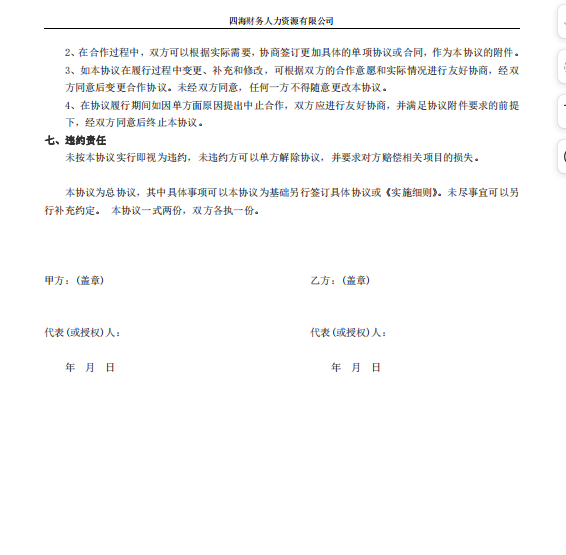 四海财务人力资源有限公司
2、在合作过程中，双方可以根据实际需要，协商签订更加具体的单项协议或合同，作为本协议的附件。
3、如本协议在履行过程中变更、补充和修改，可根据双方的合作意愿和实际情况进行友好协商，经双
方同意后变更合作协议。未经双方同意，任何一方不得随意更改本协议。
4、在协议履行期间如因单方面原因提出中止合作，双方应进行友好协商，并满足协议附件要求的前提
下，经双方同意后终止本协议。
七、违约责任
未按本协议实行即视为违约，未违约方可以单方解除协议，并要求对方赔偿相关项目的损失。
本协议为总协议，其中具体事项可以本协议为基础另行签订具体协议或《实施细则》。未尽事宜可以另
行补充约定。 本协议一式两份，双方各执一份。
甲方：(盖章) 乙方：(盖章)
代表(或授权)人： 代表(或授权)人：
年 月 日 年 月 日